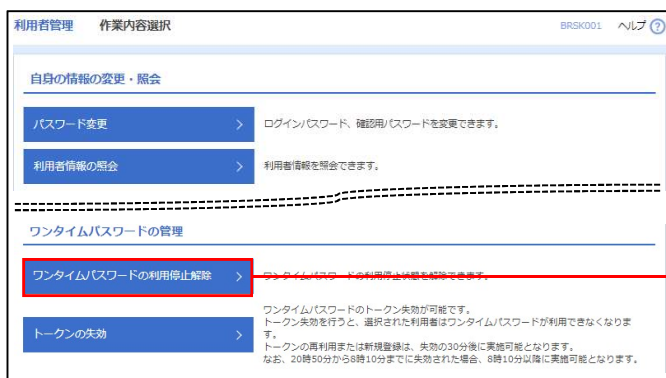 利用者管理 作業内容選択 BRSK001 ヘルプ ?
自身の情報の変更・照会
パスワード変更 ログインパスワード、確認用パスワードを変更できます。
利用者情報の照会 利用者情報を照会できます。
ワンタイムパスワードの管理
ワンタイムパスワードの利用停止解除 ワンタイムパスワードの利用停止状態を解除できます。
ワンタイムパスワードのトークン失効が可能です。
トークン失効を行うと、選択された利用者はワンタイムパスワードが利用できなくなりま
トークンの失効 す。
トークンの再利用または新規登録は、失効の30分後に実施可能となります。
なお、20時50分から8時10分までに失効された場合、8時10分以降に実施可能となります。